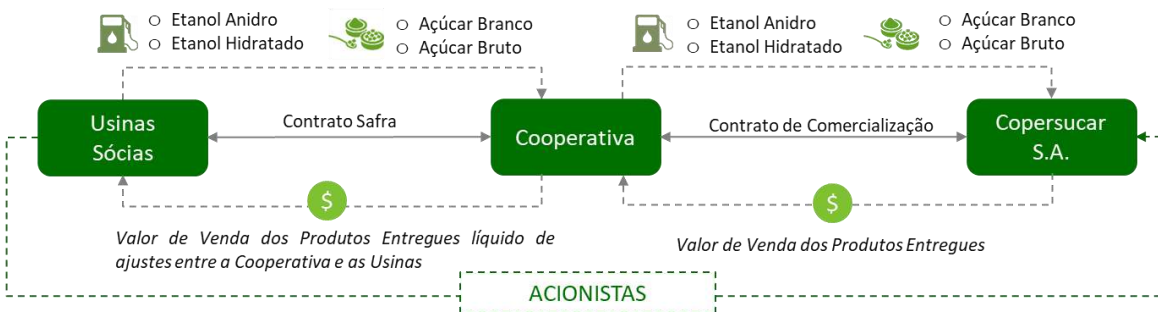 ○ Etanol Anidro
○ Etanol Hidratado
○ Açúcar Branco
○ Açúcar Bruto
○ Etanol Anidro
○ Etanol Hidratado
○ Açúcar Branco
○ Açúcar Bruto
Usinas
Sócias
Contrato Safra
Cooperativa
Contrato de Comercialização
Copersucar
S.A.
$
$
Valor de Venda dos Produtos Entregues líquido de
ajustes entre a Cooperativa e as Usinas
Valor de Venda dos Produtos Entregues
ACIONISTAS